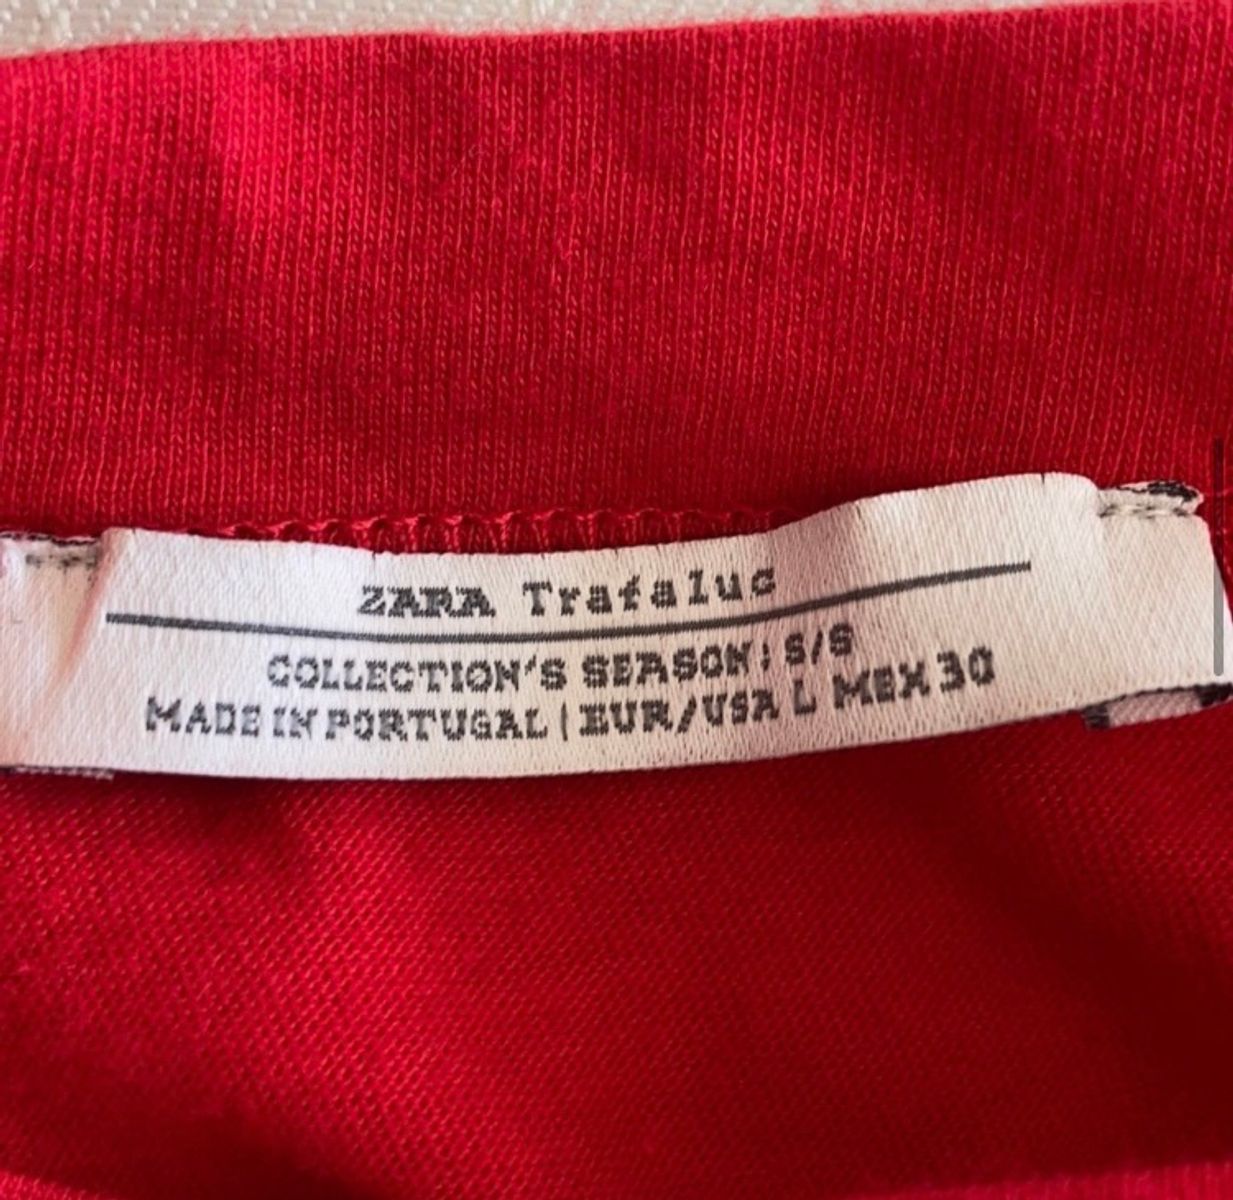 ZARA Trafaluc
COLLECTION'S SEASON: S/S
MADE IN PORTUGAL | EUR/USA L MEX 30